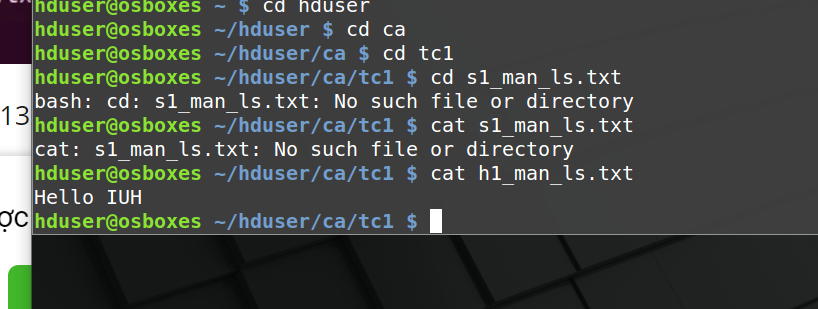 hduser@osboxes ~ $ cd hduser
hduser@osboxes ~/hduser $ cd ca
hduser@osboxes ~/hduser/ca $ cd tc1
hduser@osboxes ~/hduser/ca/tc1 $ cd s1_man_ls.txt
bash: cd: s1_man_ls.txt: No such file or directory
13
hduser@osboxes ~/hduser/ca/tc1 $ cat s1_man_ls.txt
cat: s1_man_ls.txt: No such file or directory
hduser@osboxes ~/hduser/ca/tc1 $ cat h1_man_ls.txt
Hello IUH
ợc
hduser@osboxes ~/hduser/ca/tc1 $